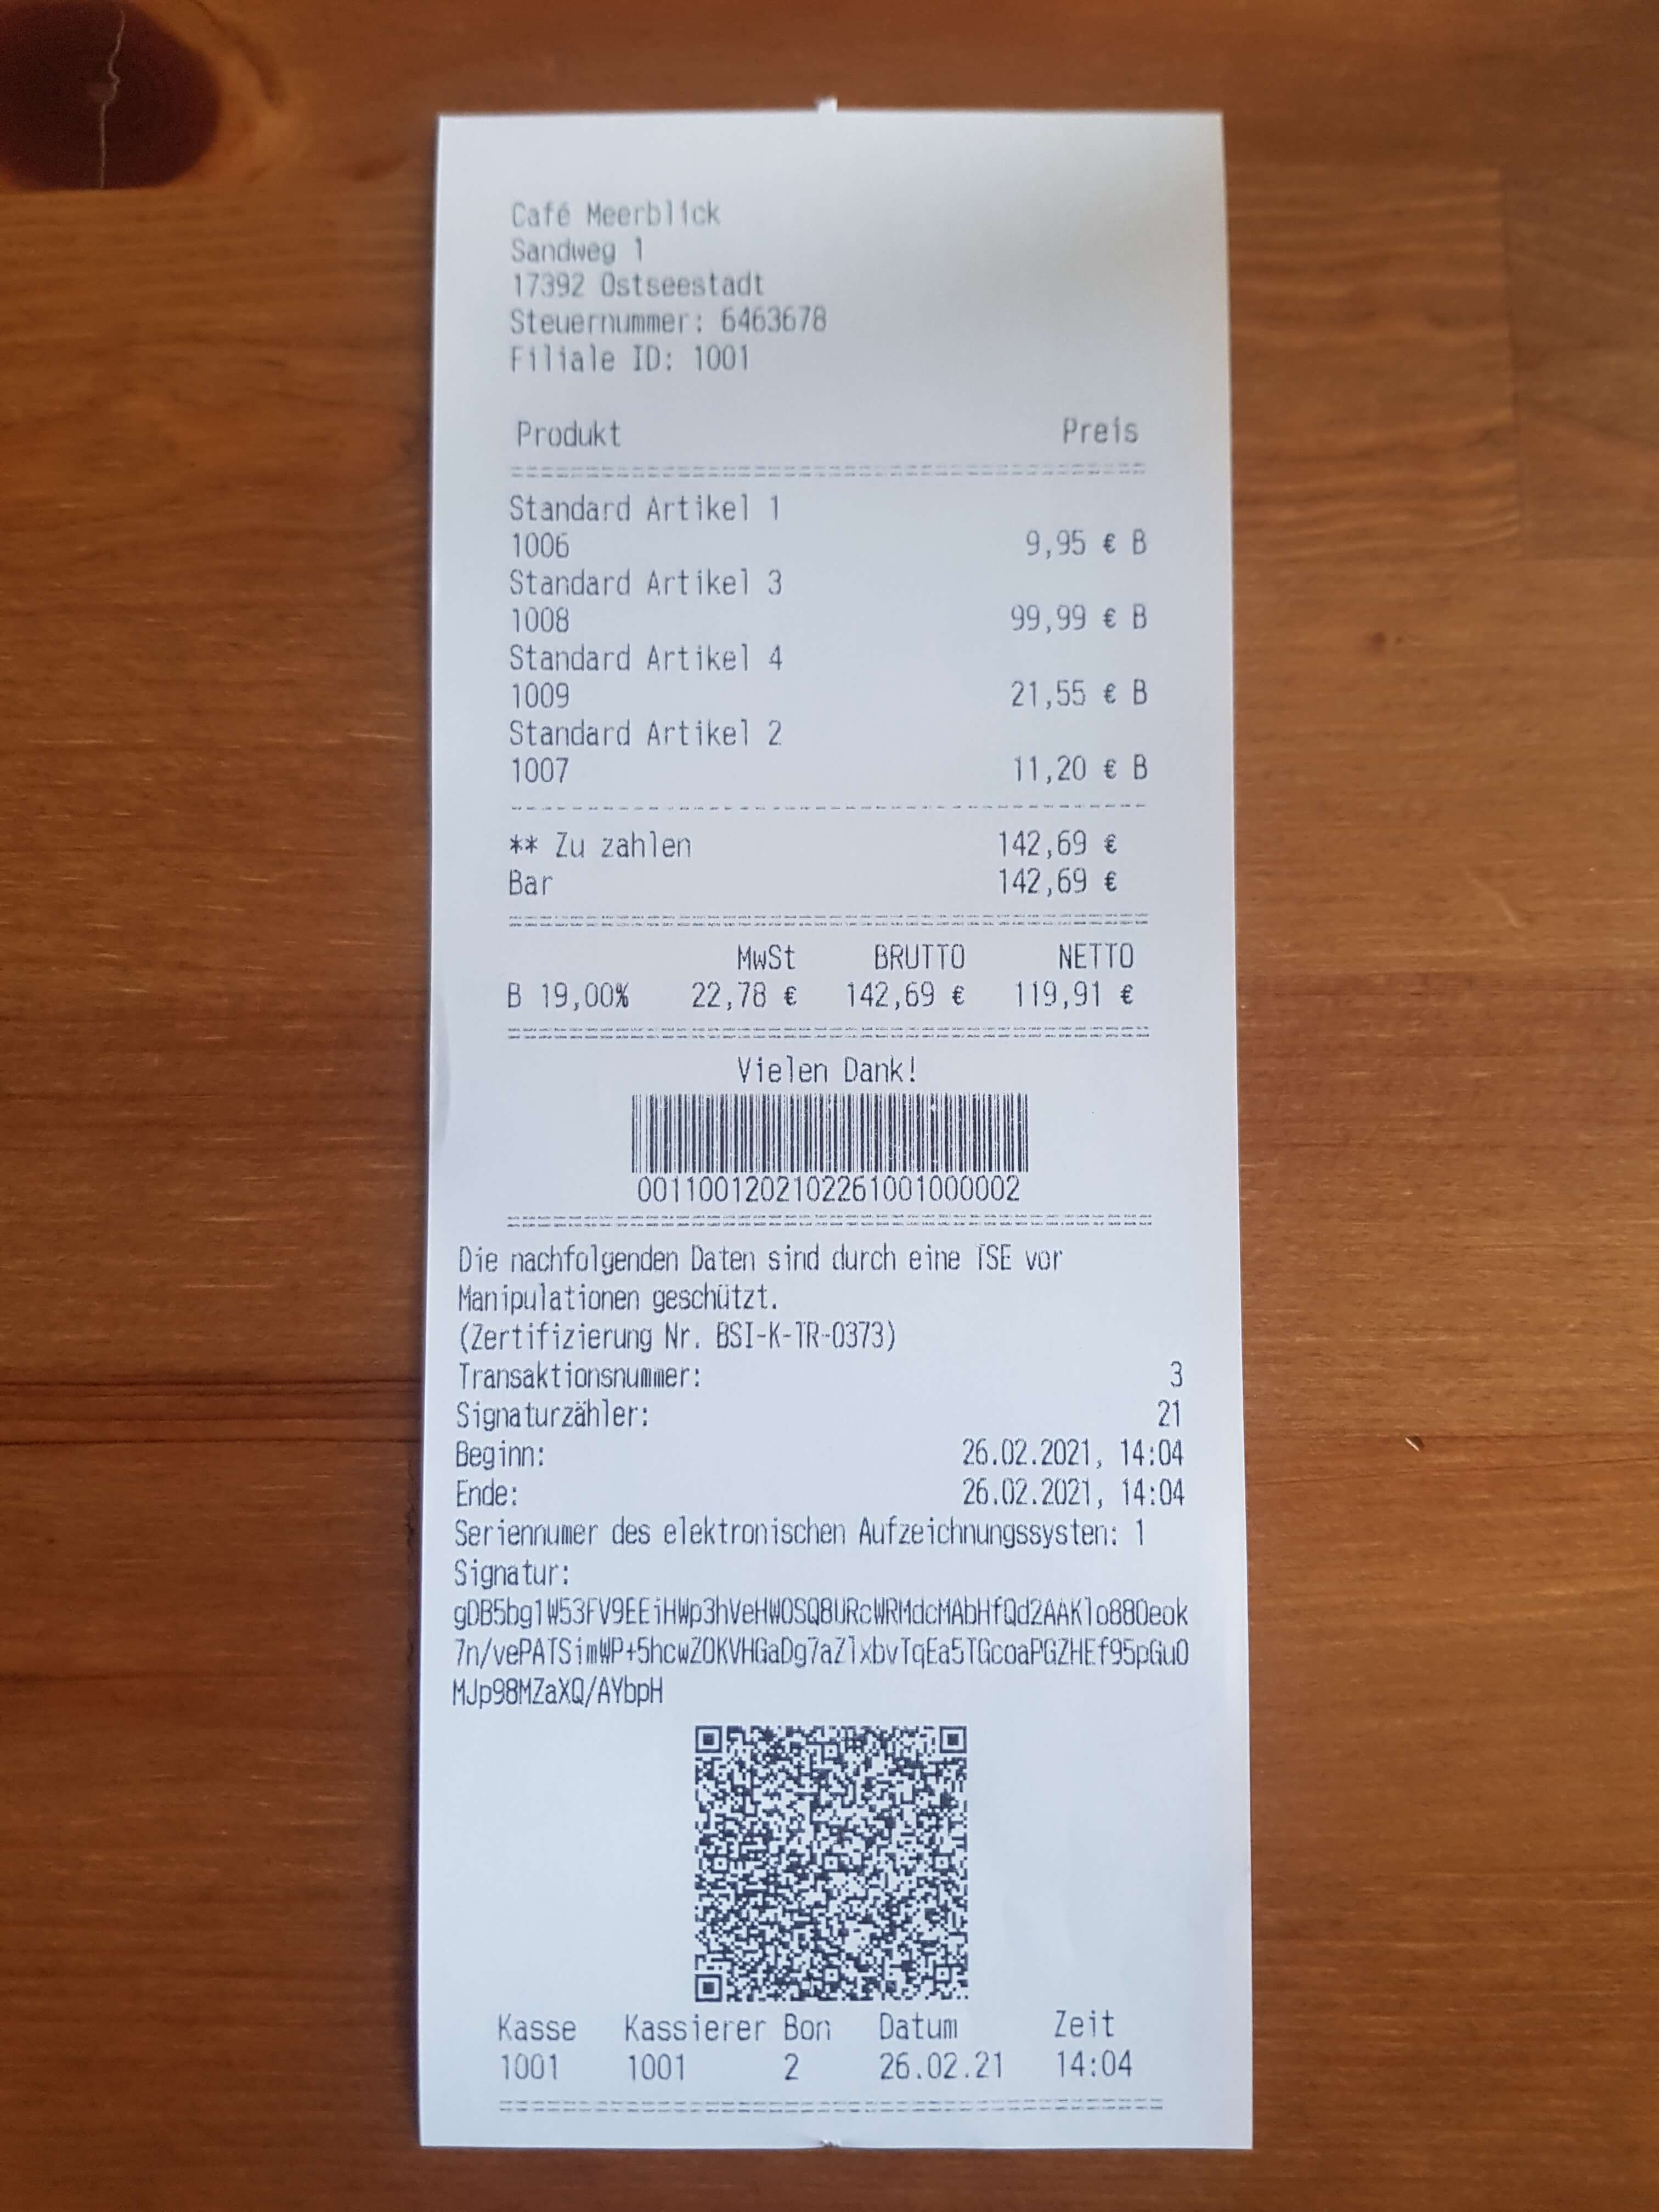 Café Meerblick
Sandweg 1
17392 Ostseestadt
Steuernummer: 6463678
Filiale ID: 1001
Produkt Preis
Standard Artikel 1
1006 9,95 € B
Standard Artikel 3
1008 99,99 € B
Standard Artikel 4
1009 21,55 € B
Standard Artikel 2
1007 11,20 € B
** Zu zahlen 142,69 €
Bar 142,69 €
MwSt BRUTTO NETTO
B 19,00% 22,78 € 142,69 € 119,91 €
Vielen Dank!
0011001202102261001000002
Die nachfolgenden Daten sind durch eine TSE vor
Manipulationen geschützt.
(Zertifizierung Nr. BSI-K-TR-0373)
Transaktionsnummer: 3
Signaturzähler: 21
Beginn: 26.02.2021, 14:04
Ende: 26.02.2021, 14:04
Seriennumer des elektronischen Aufzeichnungssysten: 1
Signatur:
MJp98MZaXQ/AYbpH
Kasse Kassierer Bon Datum Zeit
1001 1001 2 26.02.21 14:04